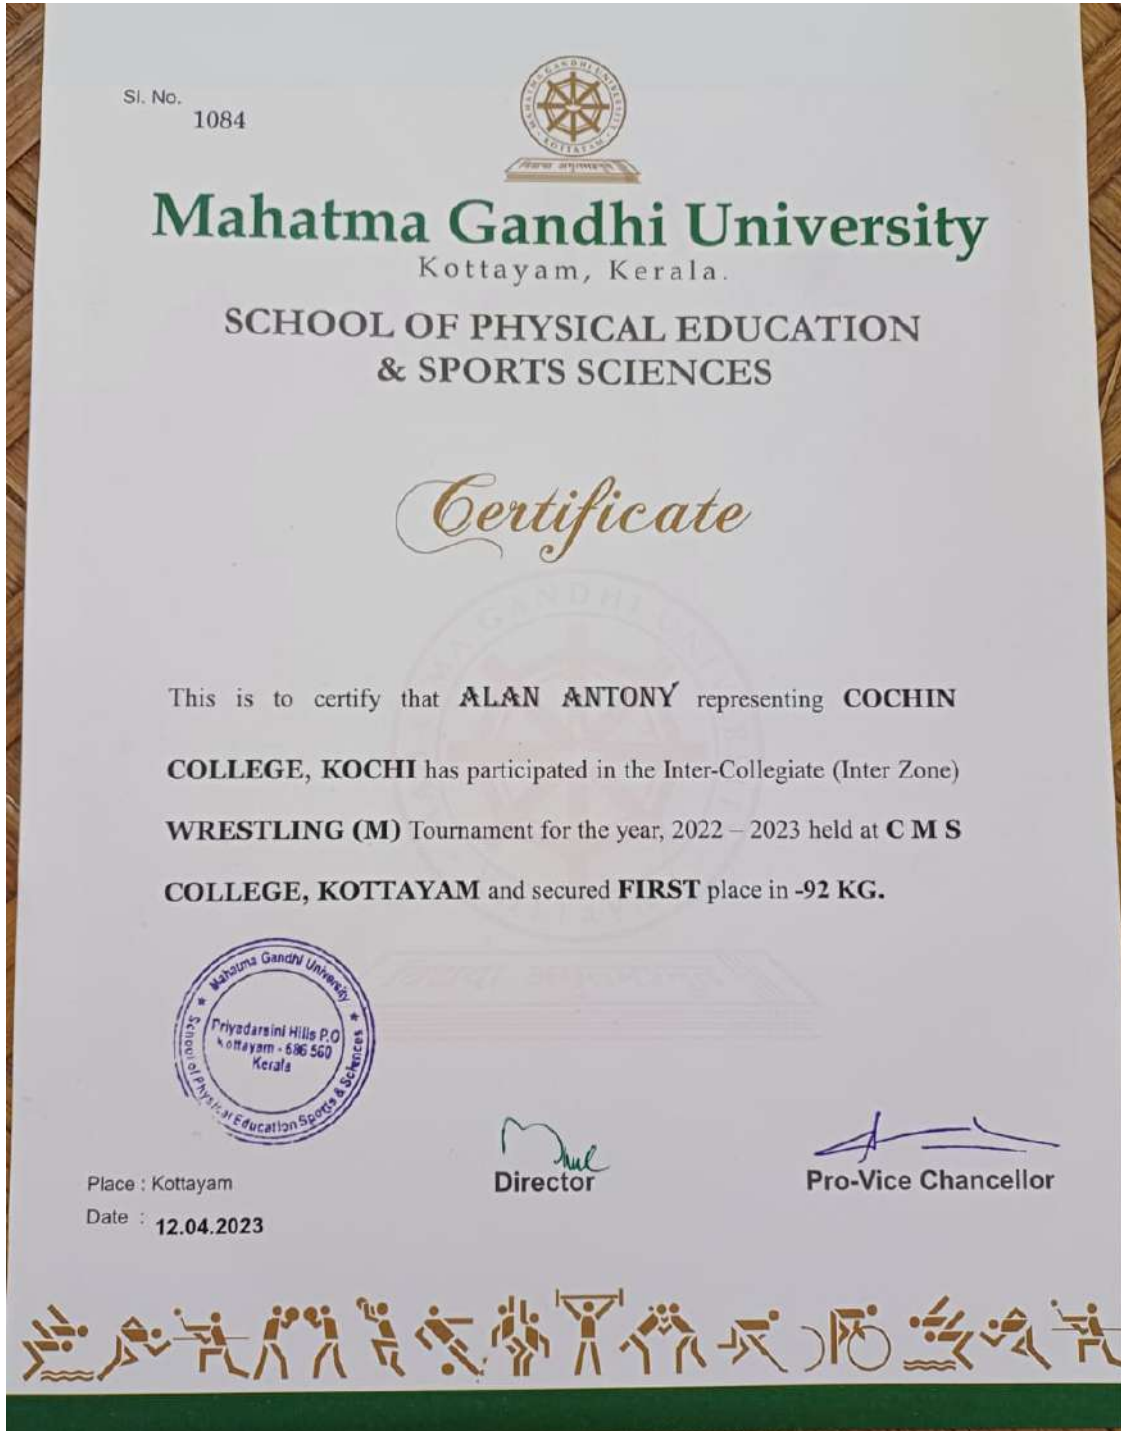 Sl. No.
1084
MAHATMA GANDHI UNIVERSITY
KOTTAYAM
Mahatma Gandhi University
Kottayam, Kerala.
SCHOOL OF PHYSICAL EDUCATION
& SPORTS SCIENCES
Certificate
This is to certify that ALAN ANTONY representing COCHIN
COLLEGE, KOCHI has participated in the Inter-Collegiate (Inter Zone)
WRESTLING (M) Tournament for the year, 2022 – 2023 held at C M S
COLLEGE, KOTTAYAM and secured FIRST place in -92 KG.
Mahatma Gandhi University
Priyadarsini Hills P.O
Kottayam - 686 560
Kerala
School of Physical Education Sports & Sciences
Director
Pro-Vice Chancellor
Place : Kottayam
Date : 12.04.2023